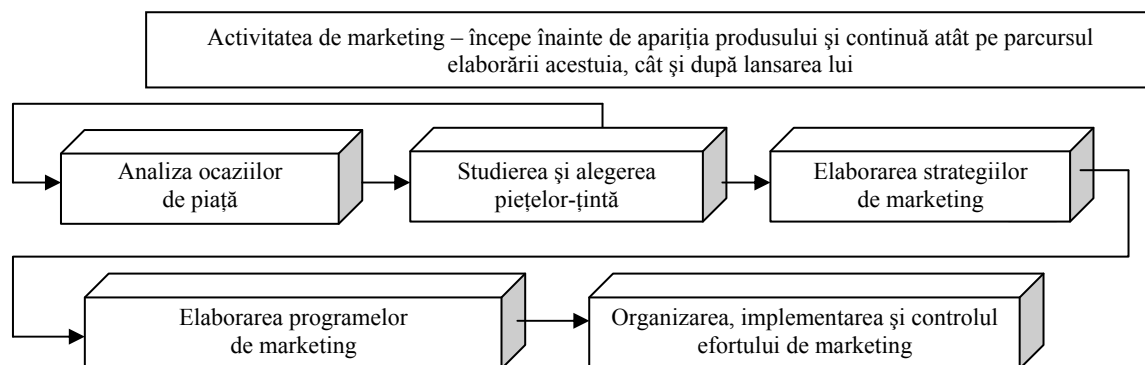 Activitatea de marketing – începe înainte de apariția produsului şi continuă atât pe parcursul
elaborării acestuia, cât şi după lansarea lui
Analiza ocaziilor
de piață
Studierea şi alegerea
piețelor-țintă
Elaborarea strategiilor
de marketing
Elaborarea programelor
de marketing
Organizarea, implementarea şi controlul
efortului de marketing